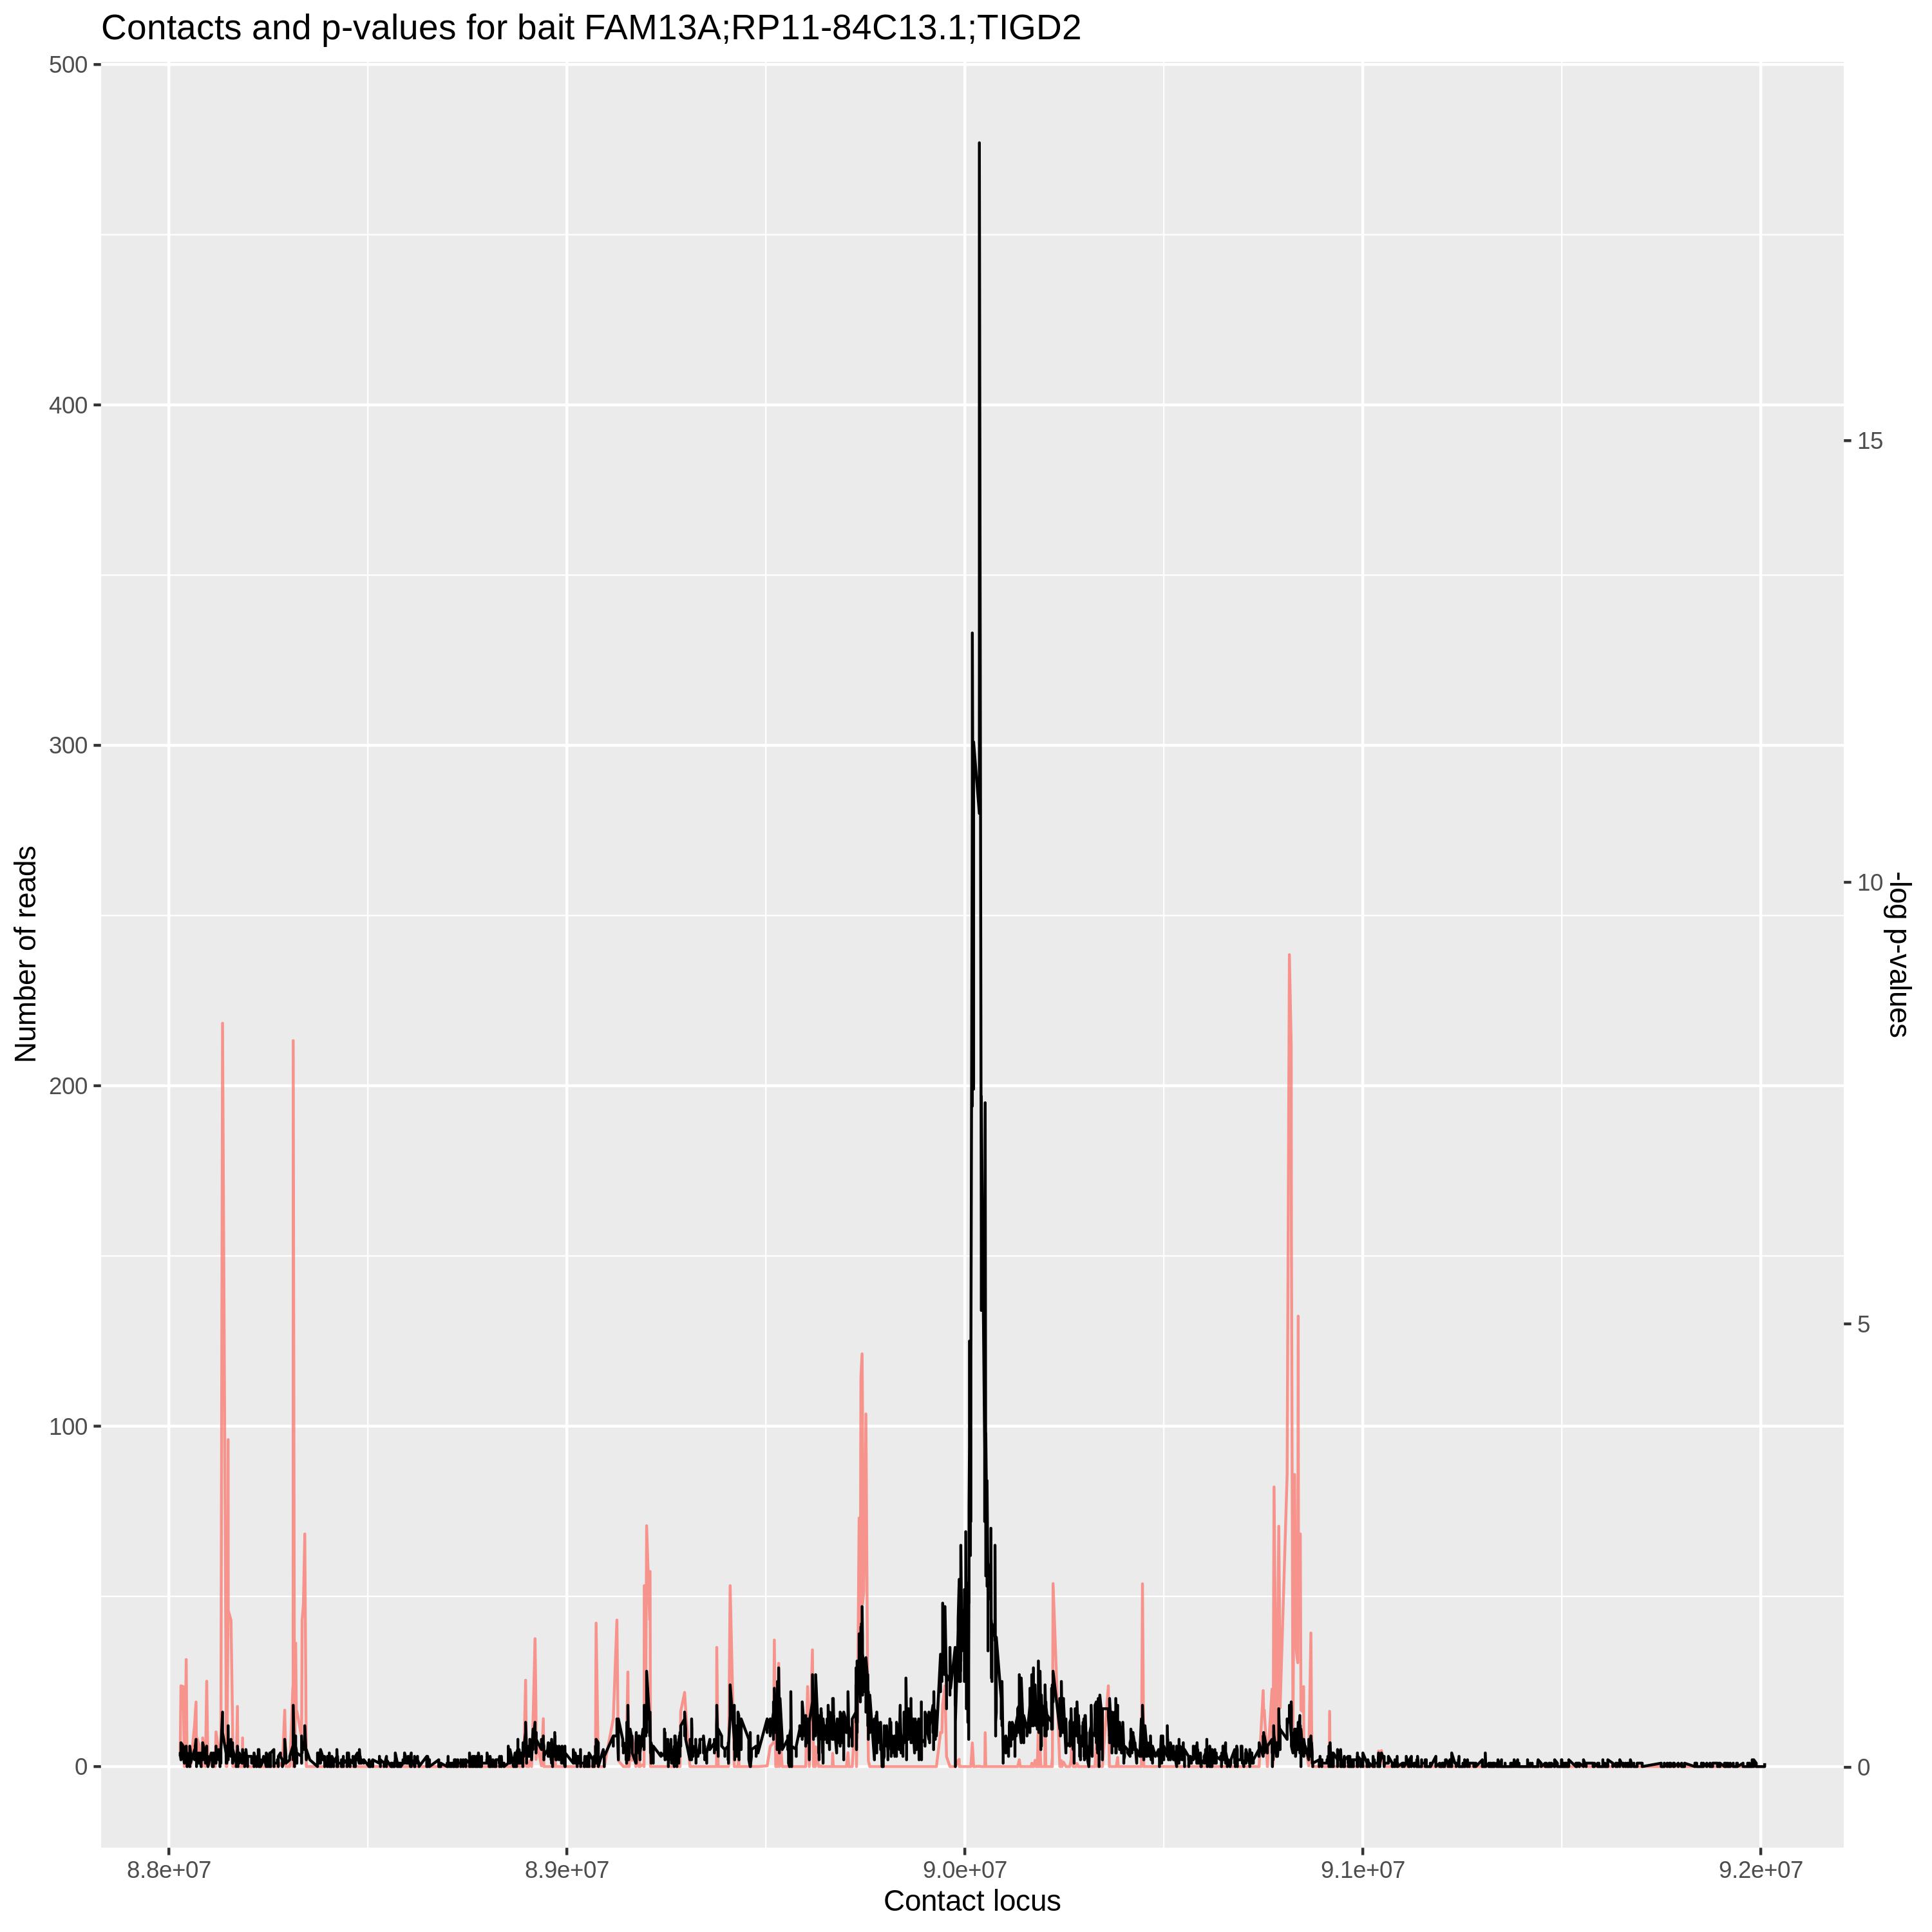 Contacts and p-values for bait FAM13A;RP11-84C13.1;TIGD2
500
400
300
200
100
0
Number of reads
15
10
5
0
-log p-values
8.8e+07 8.9e+07 9.0e+07 9.1e+07 9.2e+07
Contact locus